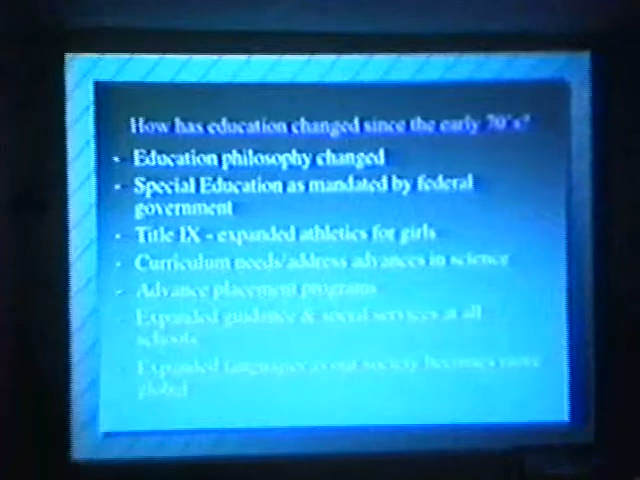 How has education changed since the early 70's?
- Education philosophy changed
- Special Education as mandated by federal
government
- Title IX - expanded athletics for girls
- Curriculum needs/address advances in science
- Advance placement programs
- Expanded guidance & social services at all
schools
- Expanded languages as our society becomes more
global